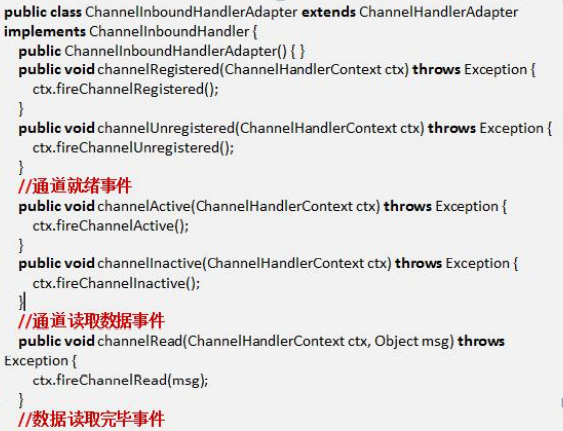 public class ChannelInboundHandlerAdapter extends ChannelHandlerAdapter
implements ChannelInboundHandler {
public ChannelInboundHandlerAdapter() { }
public void channelRegistered(ChannelHandlerContext ctx) throws Exception {
ctx.fireChannelRegistered();
}
public void channelUnregistered(ChannelHandlerContext ctx) throws Exception {
ctx.fireChannelUnregistered();
}
//通道就绪事件
public void channelActive(ChannelHandlerContext ctx) throws Exception {
ctx.fireChannelActive();
}
public void channelInactive(ChannelHandlerContext ctx) throws Exception {
ctx.fireChannelInactive();
}
//通道读取数据事件
public void channelRead(ChannelHandlerContext ctx, Object msg) throws
Exception {
ctx.fireChannelRead(msg);
}
//数据读取完毕事件